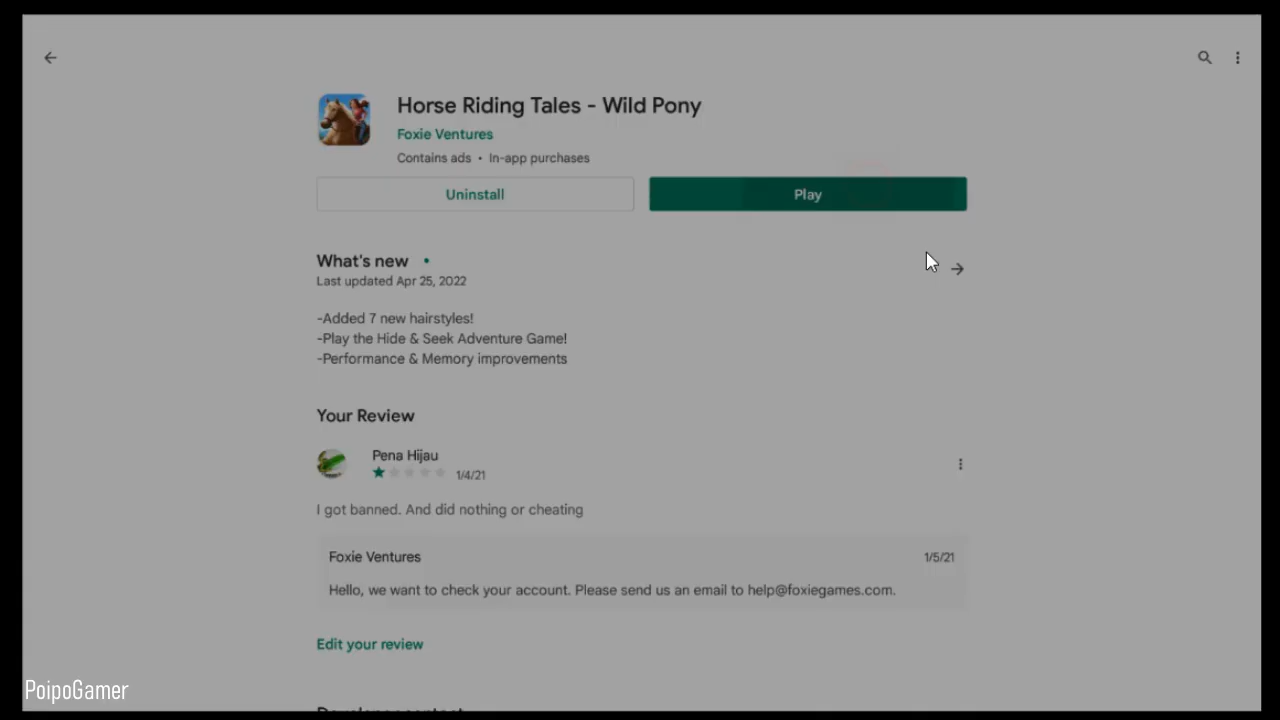 Horse Riding Tales - Wild Pony
Foxie Ventures
Contains ads • In-app purchases
Uninstall
Play
What's new •
Last updated Apr 25, 2022
-Added 7 new hairstyles!
-Play the Hide & Seek Adventure Game!
-Performance & Memory improvements
Your Review
Pena Hijau
1/4/21
I got banned. And did nothing or cheating
Foxie Ventures
1/5/21
Hello, we want to check your account. Please send us an email to help@foxiegames.com.
Edit your review
PoipoGamer
Developer contact